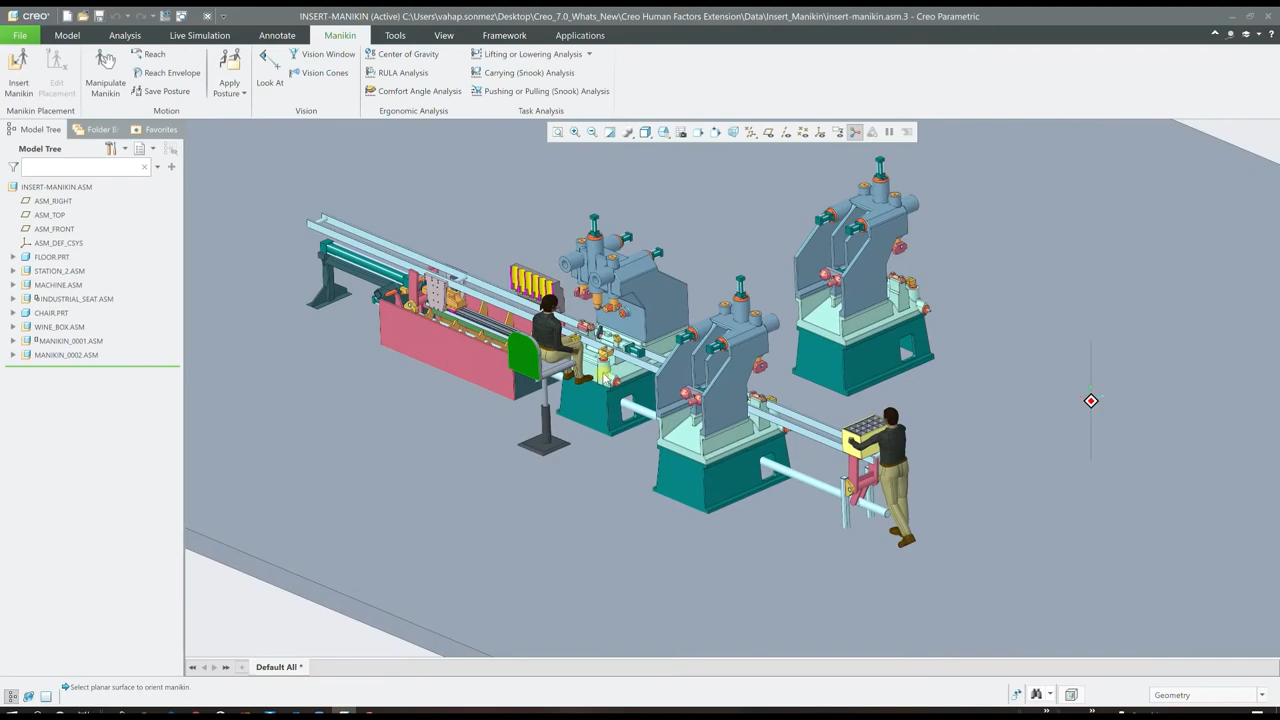 creo
INSERT-MANIKIN (Active) C:\Users\vahap.sonmez\Desktop\Creo_7.0_Whats_New\Creo Human Factors Extension\Data\Insert_Manikin\insert-manikin.asm.3 - Creo Parametric
File Model Analysis Live Simulation Annotate Manikin Tools View Framework Applications
Insert Manikin
Edit Placement
Manikin Placement
Manipulate Manikin
Reach
Reach Envelope
Save Posture
Apply Posture
Motion
Look At
Vision Window
Vision Cones
Vision
Center of Gravity
RULA Analysis
Comfort Angle Analysis
Ergonomic Analysis
Lifting or Lowering Analysis
Carrying (Snook) Analysis
Pushing or Pulling (Snook) Analysis
Task Analysis
Model Tree Folder B Favorites
Model Tree
INSERT-MANIKIN.ASM
ASM_RIGHT
ASM_TOP
ASM_FRONT
ASM_DEF_CSYS
FLOOR.PRT
STATION_2.ASM
MACHINE.ASM
INDUSTRIAL_SEAT.ASM
CHAIR.PRT
WINE_BOX.ASM
MANIKIN_0001.ASM
MANIKIN_0002.ASM
Default All *
Select planar surface to orient manikin.
Geometry